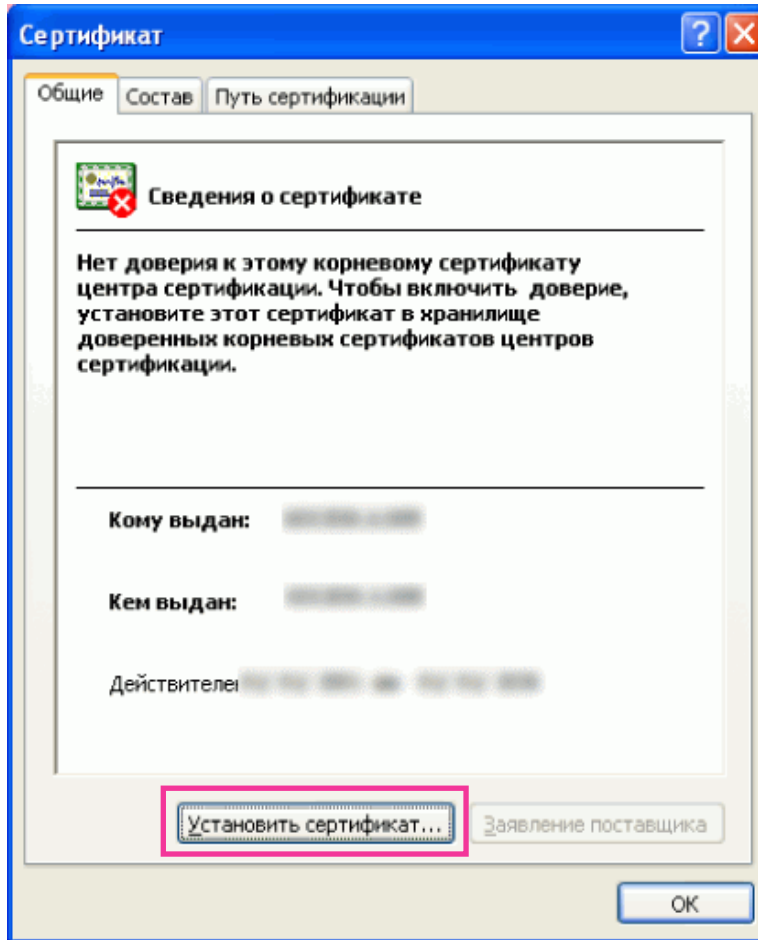 Сертификат
Общие Состав Путь сертификации
Сведения о сертификате
Нет доверия к этому корневому сертификату
центра сертификации. Чтобы включить доверие,
установите этот сертификат в хранилище
доверенных корневых сертификатов центров
сертификации.
Кому выдан:
Кем выдан:
Установить сертификат...
Заявление поставщика
ОК